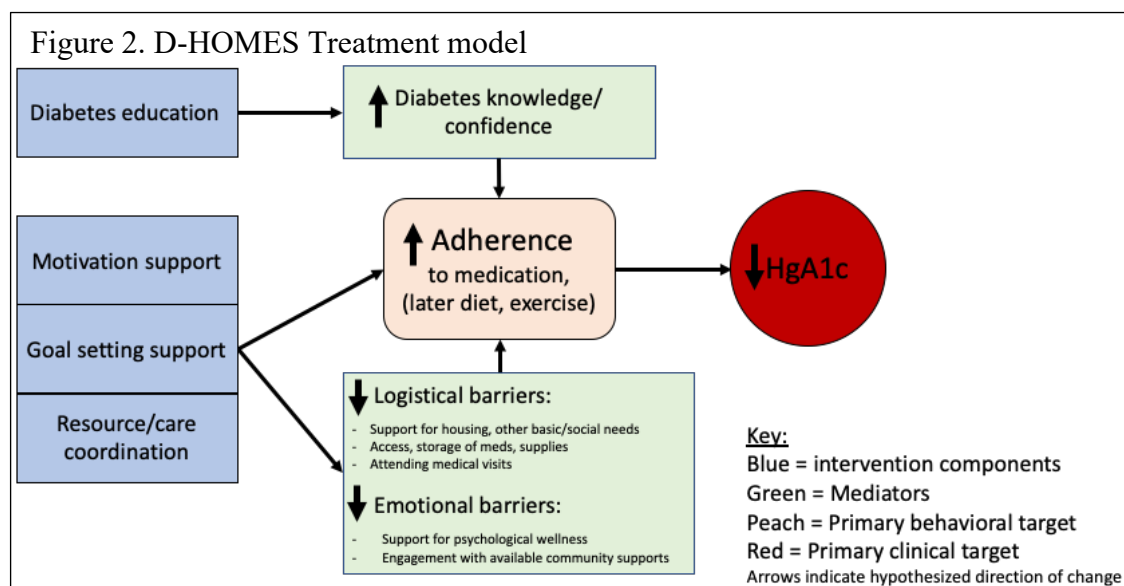 Figure 2. D-HOMES Treatment model
Diabetes education
Diabetes knowledge/
confidence
Motivation support
Goal setting support
Resource/care
coordination
Adherence
to medication,
(later diet, exercise)
HgA1c
Logistical barriers:
- Support for housing, other basic/social needs
- Access, storage of meds, supplies
- Attending medical visits
Emotional barriers:
- Support for psychological wellness
- Engagement with available community supports
Key:
Blue = intervention components
Green = Mediators
Peach = Primary behavioral target
Red = Primary clinical target
Arrows indicate hypothesized direction of change